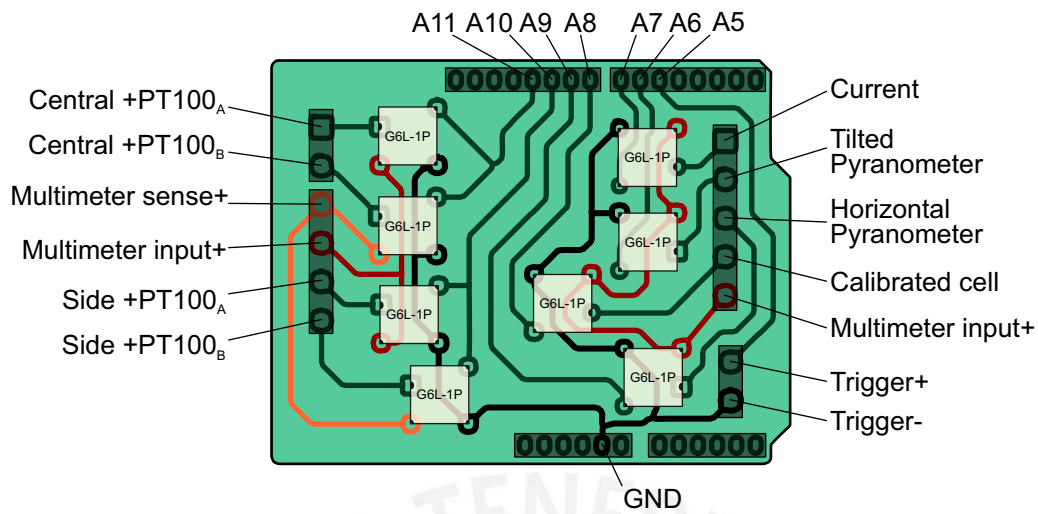 A11 A10 A9 A8 A7 A6 A5
Central +PT100A
Central +PT100B
Multimeter sense+
Multimeter input+
Side +PT100A
Side +PT100B
G6L-1P
G6L-1P
G6L-1P
G6L-1P
G6L-1P
G6L-1P
G6L-1P
G6L-1P
Current
Tilted
Pyranometer
Horizontal
Pyranometer
Calibrated cell
Multimeter input+
Trigger+
Trigger-
GND